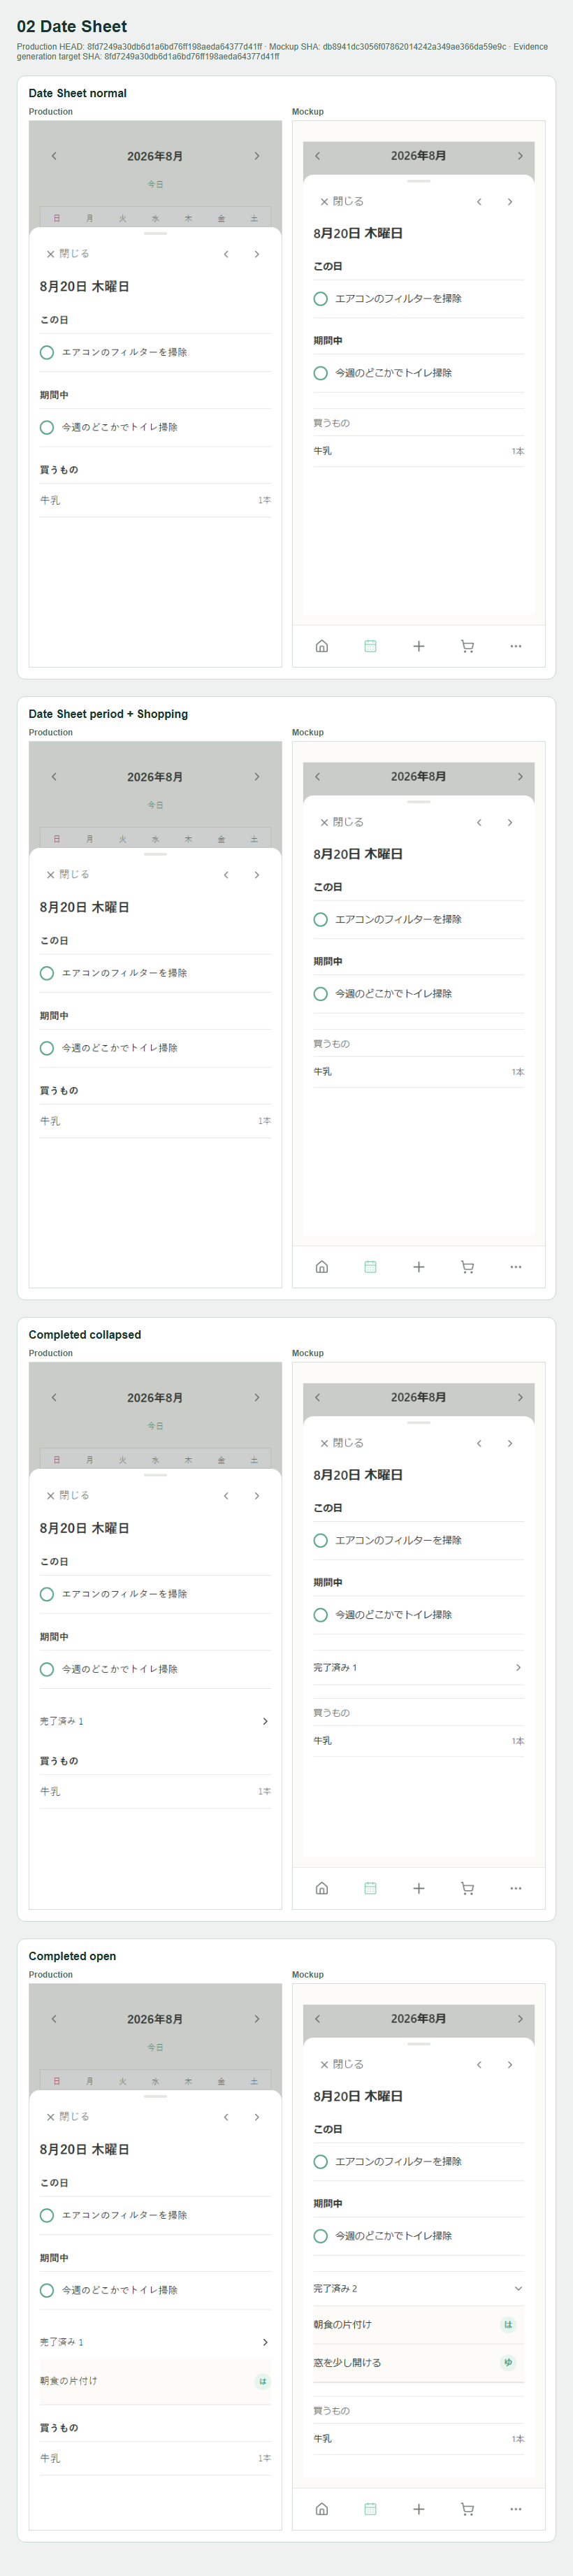 02 Date Sheet
Production HEAD: 8fd7249a30db6d1a6bd76ff198aeda64377d41ff · Mockup SHA: db8941dc3056f07862014242a349ae366da59e9c · Evidence
generation target SHA: 8fd7249a30db6d1a6bd76ff198aeda64377d41ff
Date Sheet normal
Production
2026年8月
今日
日 月 火 水 木 金 土
閉じる
8月20日 木曜日
この日
エアコンのフィルターを掃除
期間中
今週のどこかでトイレ掃除
買うもの
牛乳 1本
Mockup
2026年8月
閉じる
8月20日 木曜日
この日
エアコンのフィルターを掃除
期間中
今週のどこかでトイレ掃除
買うもの
牛乳 1本
Date Sheet period + Shopping
Production
2026年8月
今日
日 月 火 水 木 金 土
閉じる
8月20日 木曜日
この日
エアコンのフィルターを掃除
期間中
今週のどこかでトイレ掃除
買うもの
牛乳 1本
Mockup
2026年8月
閉じる
8月20日 木曜日
この日
エアコンのフィルターを掃除
期間中
今週のどこかでトイレ掃除
買うもの
牛乳 1本
Completed collapsed
Production
2026年8月
今日
日 月 火 水 木 金 土
閉じる
8月20日 木曜日
この日
エアコンのフィルターを掃除
期間中
今週のどこかでトイレ掃除
完了済み 1
買うもの
牛乳 1本
Mockup
2026年8月
閉じる
8月20日 木曜日
この日
エアコンのフィルターを掃除
期間中
今週のどこかでトイレ掃除
完了済み 1
買うもの
牛乳 1本
Completed open
Production
2026年8月
今日
日 月 火 水 木 金 土
閉じる
8月20日 木曜日
この日
エアコンのフィルターを掃除
期間中
今週のどこかでトイレ掃除
完了済み 1
朝食の片付け は
買うもの
牛乳 1本
Mockup
2026年8月
閉じる
8月20日 木曜日
この日
エアコンのフィルターを掃除
期間中
今週のどこかでトイレ掃除
完了済み 2
朝食の片付け は
窓を少し開ける ゆ
買うもの
牛乳 1本